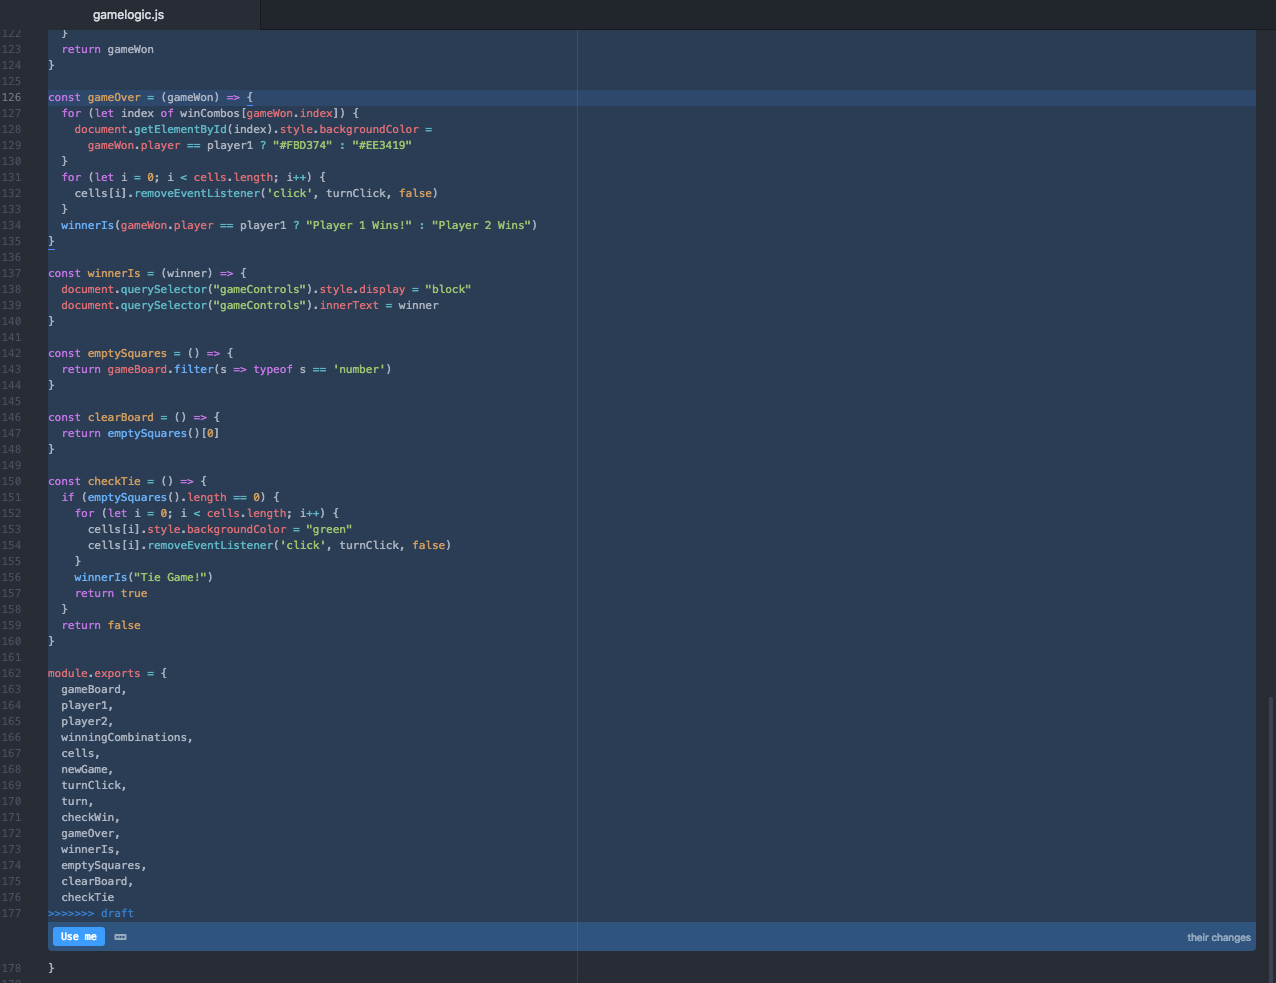 gamelogic.js
122   }
123   return gameWon
124 }
125
126 const gameOver = (gameWon) => {
127   for (let index of winCombos[gameWon.index]) {
128     document.getElementById(index).style.backgroundColor =
129       gameWon.player == player1 ? "#FBD374" : "#EE3419"
130   }
131   for (let i = 0; i < cells.length; i++) {
132     cells[i].removeEventListener('click', turnClick, false)
133   }
134   winnerIs(gameWon.player == player1 ? "Player 1 Wins!" : "Player 2 Wins")
135 }
136
137 const winnerIs = (winner) => {
138   document.querySelector("gameControls").style.display = "block"
139   document.querySelector("gameControls").innerText = winner
140 }
141
142 const emptySquares = () => {
143   return gameBoard.filter(s => typeof s == 'number')
144 }
145
146 const clearBoard = () => {
147   return emptySquares()[0]
148 }
149
150 const checkTie = () => {
151   if (emptySquares().length == 0) {
152     for (let i = 0; i < cells.length; i++) {
153       cells[i].style.backgroundColor = "green"
154       cells[i].removeEventListener('click', turnClick, false)
155     }
156     winnerIs("Tie Game!")
157     return true
158   }
159   return false
160 }
161
162 module.exports = {
163   gameBoard,
164   player1,
165   player2,
166   winningCombinations,
167   cells,
168   newGame,
169   turnClick,
170   turn,
171   checkWin,
172   gameOver,
173   winnerIs,
174   emptySquares,
175   clearBoard,
176   checkTie
177 >>>>>>> draft
Use me their changes
178 }